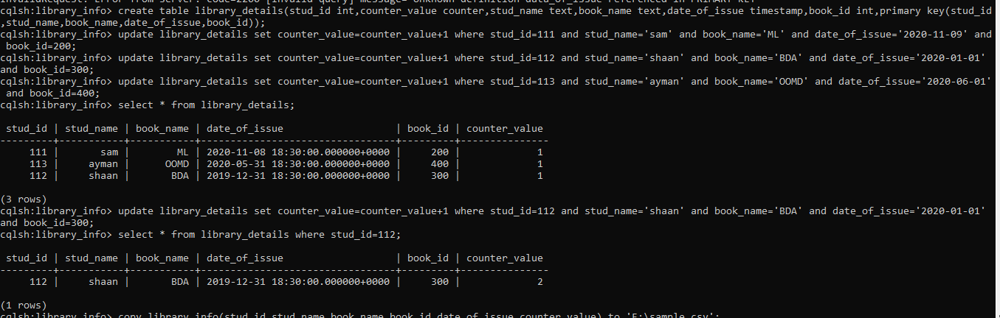 InvalidRequest: Error from server: code=2200 [Invalid query] message="Unknown definition data_of_issue referenced in PRIMARY KEY"
cqlsh:library_info> create table library_details(stud_id int,counter_value counter,stud_name text,book_name text,date_of_issue timestamp,book_id int,primary key(stud_id
,stud_name,book_name,date_of_issue,book_id));
cqlsh:library_info> update library_details set counter_value=counter_value+1 where stud_id=111 and stud_name='sam' and book_name='ML' and date_of_issue='2020-11-09' and
 book_id=200;
cqlsh:library_info> update library_details set counter_value=counter_value+1 where stud_id=112 and stud_name='shaan' and book_name='BDA' and date_of_issue='2020-01-01'
and book_id=300;
cqlsh:library_info> update library_details set counter_value=counter_value+1 where stud_id=113 and stud_name='ayman' and book_name='OOMD' and date_of_issue='2020-06-01'
 and book_id=400;
cqlsh:library_info> select * from library_details;
 stud_id | stud_name | book_name | date_of_issue                   | book_id | counter_value
---------+-----------+-----------+---------------------------------+---------+---------------
     111 |       sam |        ML | 2020-11-08 18:30:00.000000+0000 |     200 |             1
     113 |     ayman |      OOMD | 2020-05-31 18:30:00.000000+0000 |     400 |             1
     112 |     shaan |       BDA | 2019-12-31 18:30:00.000000+0000 |     300 |             1
(3 rows)
cqlsh:library_info> update library_details set counter_value=counter_value+1 where stud_id=112 and stud_name='shaan' and book_name='BDA' and date_of_issue='2020-01-01'
and book_id=300;
cqlsh:library_info> select * from library_details where stud_id=112;
 stud_id | stud_name | book_name | date_of_issue                   | book_id | counter_value
---------+-----------+-----------+---------------------------------+---------+---------------
     112 |     shaan |       BDA | 2019-12-31 18:30:00.000000+0000 |     300 |             2
(1 rows)
cqlsh:library_info> copy library_info(stud_id,stud_name,book_name,book_id,date_of_issue,counter_value) to 'E:\sample.csv';